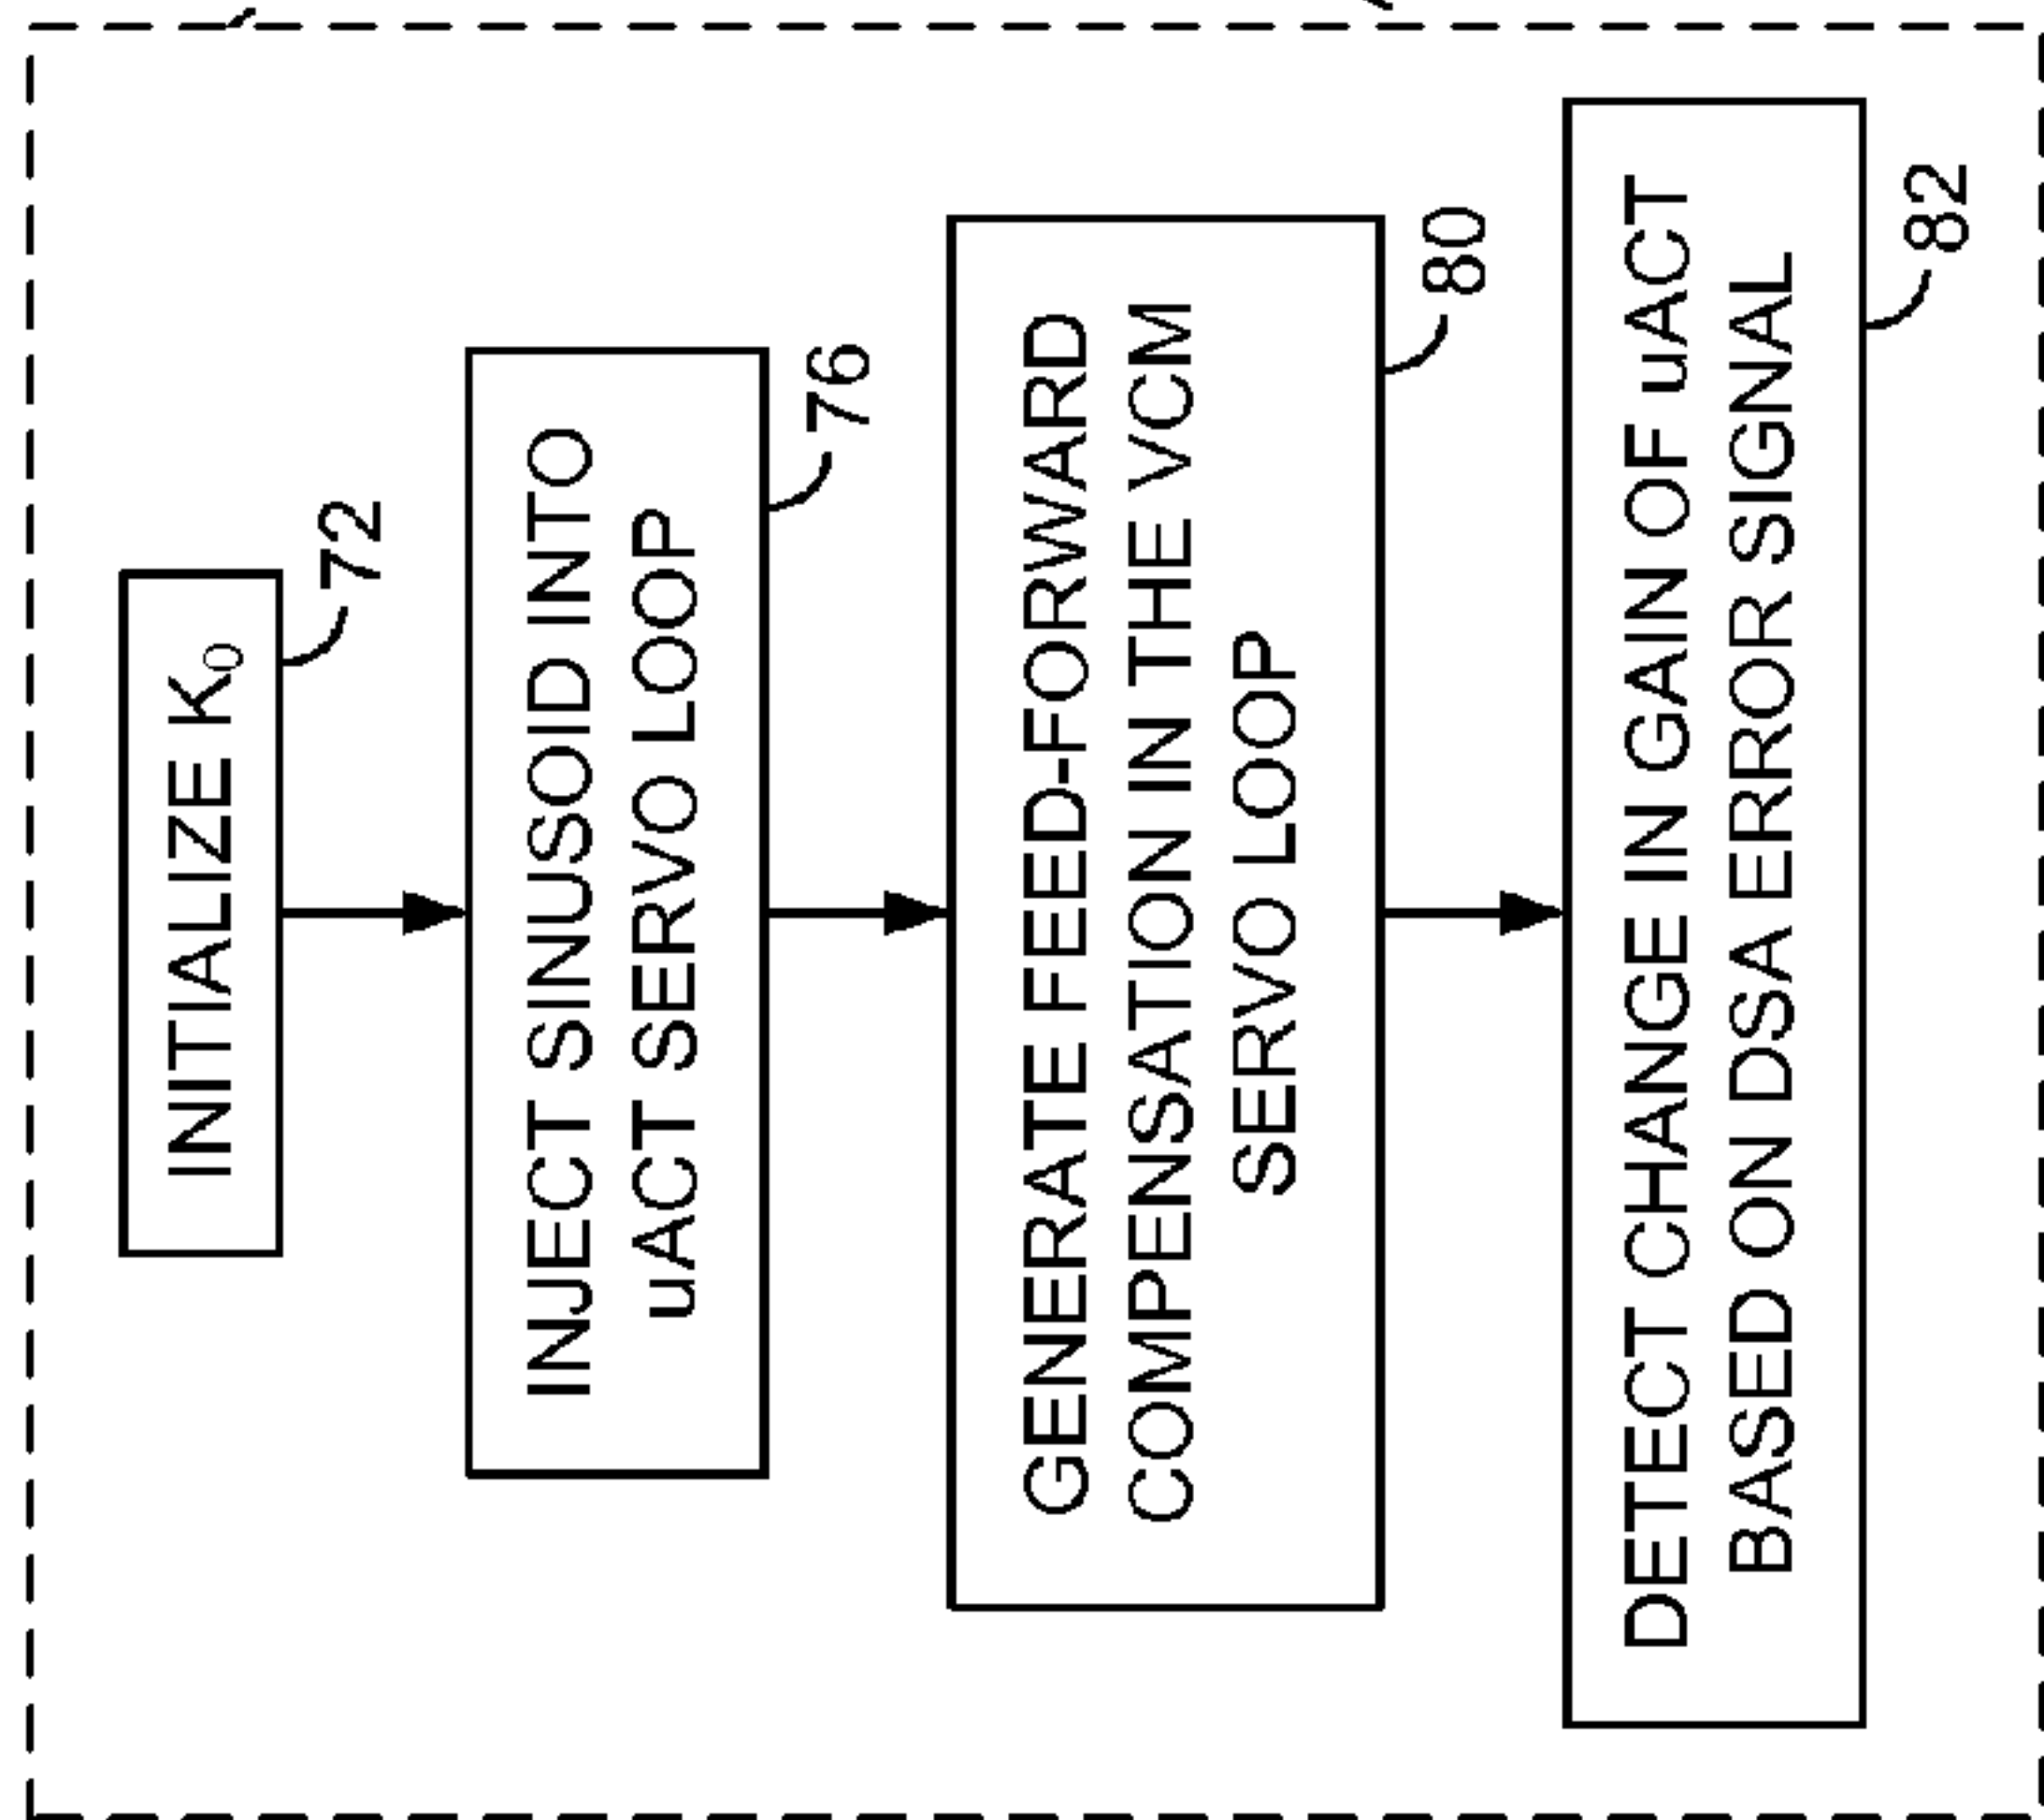 INITIALIZE K₀
72
INJECT SINUSOID INTO
uACT SERVO LOOP
76
GENERATE FEED-FORWARD
COMPENSATION IN THE VCM
SERVO LOOP
80
DETECT CHANGE IN GAIN OF uACT
BASED ON DSA ERROR SIGNAL
82